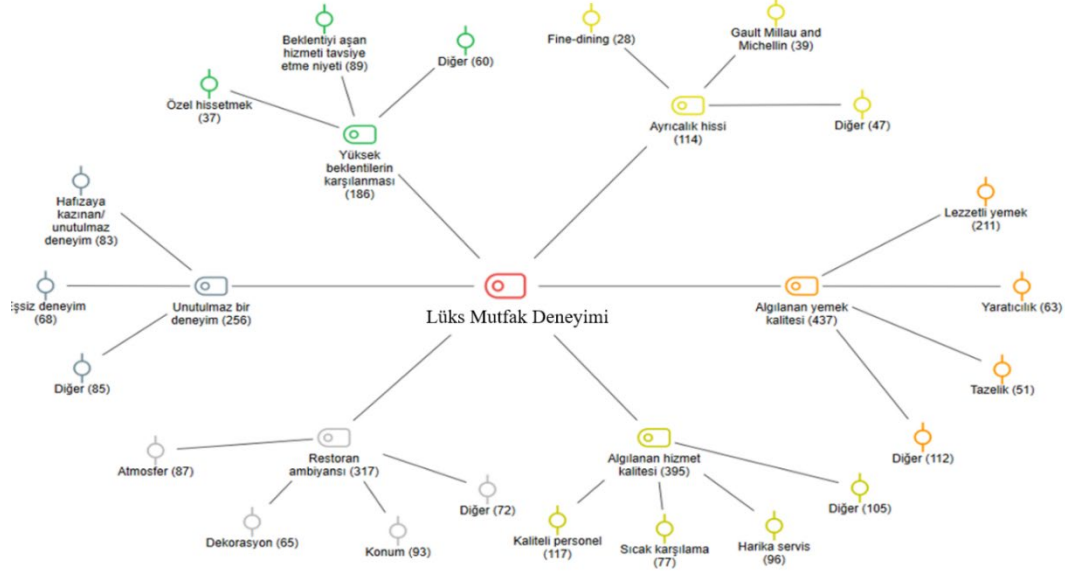 Beklentiyi aşan
hizmeti tavsiye
etme niyeti (89)
Diğer (60)
Özel hissetmek
(37)
Yüksek
beklentilerin
karşılanması
(186)
Fine-dining (28)
Gault Millau and
Michellin (39)
Ayrıcalık hissi
(114)
Diğer (47)
Hafızaya
kazınan/
unutulmaz
deneyim (83)
Eşsiz deneyim
(68)
Unutulmaz bir
deneyim (256)
Diğer (85)
Lüks Mutfak Deneyimi
Lezzetli yemek
(211)
Algılanan yemek
kalitesi (437)
Yaratıcılık (63)
Tazelik (51)
Diğer (112)
Restoran
ambiyansı (317)
Atmosfer (87)
Dekorasyon (65)
Konum (93)
Diğer (72)
Algılanan hizmet
kalitesi (395)
Kaliteli personel
(117)
Sıcak karşılama
(77)
Harika servis
(96)
Diğer (105)